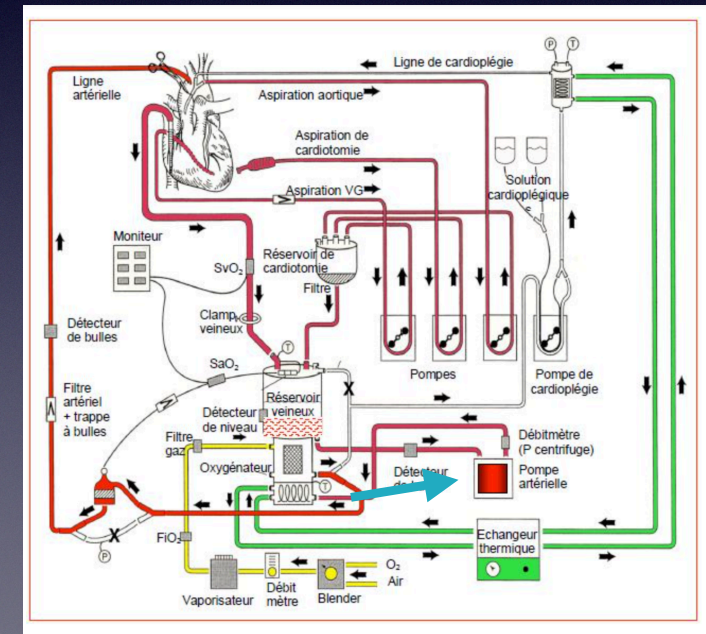 P
T
Ligne de cardioplégie
Ligne
artérielle
Aspiration aortique
Aspiration de
cardiotomie
Solution
cardioplégique
Aspiration VG
Moniteur
SvO₂
Réservoir de
cardiotomie
Filtre
Clamp
veineux
T
Détecteur
de bulles
SaO₂
Pompes
Pompe de
cardioplégie
X
Filtre
artériel
+ trappe
à bulles
Réservoir
veineux
Détecteur
de niveau
Filtre
gaz
Débitmètre
(P centrifuge)
Oxygénateur
Détecteur
Pompe
artérielle
T
X
P
FiO₂
Echangeur
thermique
O₂
Air
Vaporisateur
Débit
mètre
Blender